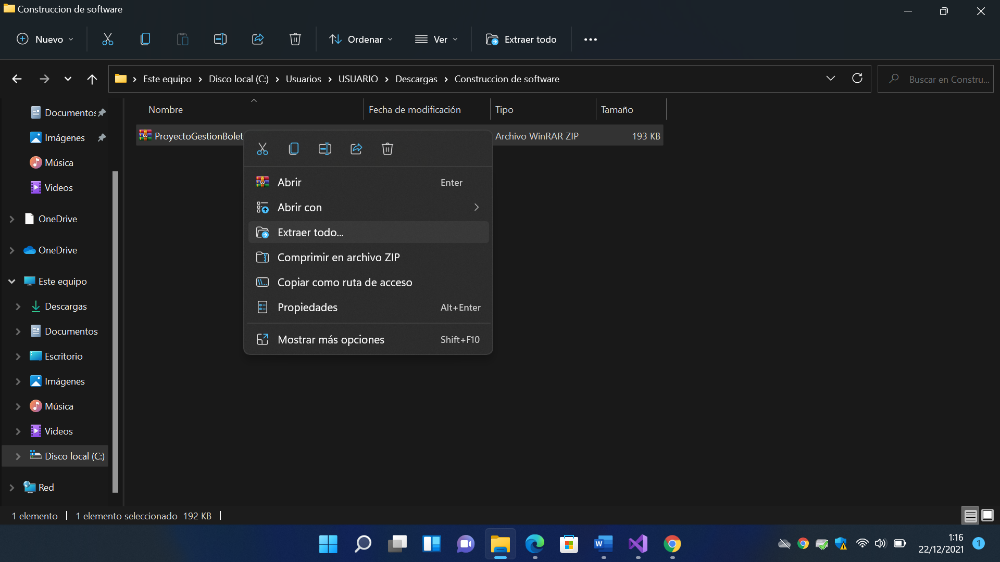 Construccion de software
Nuevo
Ordenar
Ver
Extraer todo
Este equipo
Disco local (C:)
Usuarios
USUARIO
Descargas
Construccion de software
Buscar en Constru...
Nombre
Fecha de modificación
Tipo
Tamaño
Documentos
Imágenes
Música
Videos
OneDrive
OneDrive
Este equipo
Descargas
Documentos
Escritorio
Imágenes
Música
Videos
Disco local (C:)
Red
ProyectoGestionBolet
Archivo WinRAR ZIP
193 KB
Abrir
Enter
Abrir con
Extraer todo...
Comprimir en archivo ZIP
Copiar como ruta de acceso
Propiedades
Alt+Enter
Mostrar más opciones
Shift+F10
1 elemento
1 elemento seleccionado 192 KB
1:16
22/12/2021
1